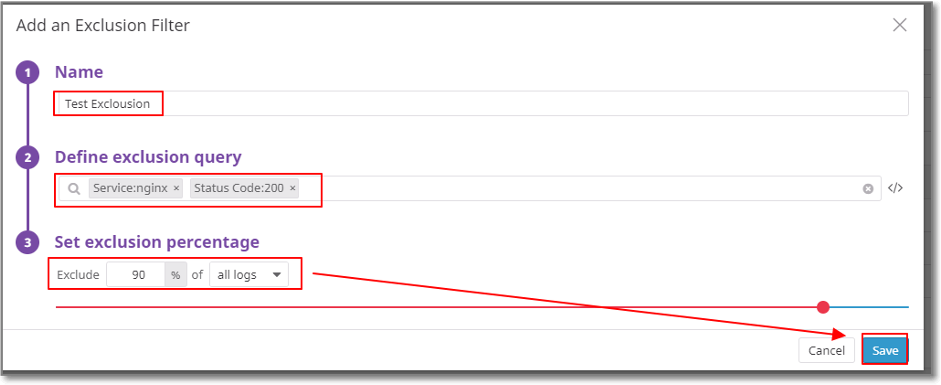 Add an Exclusion Filter
1 Name
Test Exclousion
2 Define exclusion query
Service:nginx × Status Code:200 × </>
3 Set exclusion percentage
Exclude 90 % of all logs
Cancel Save